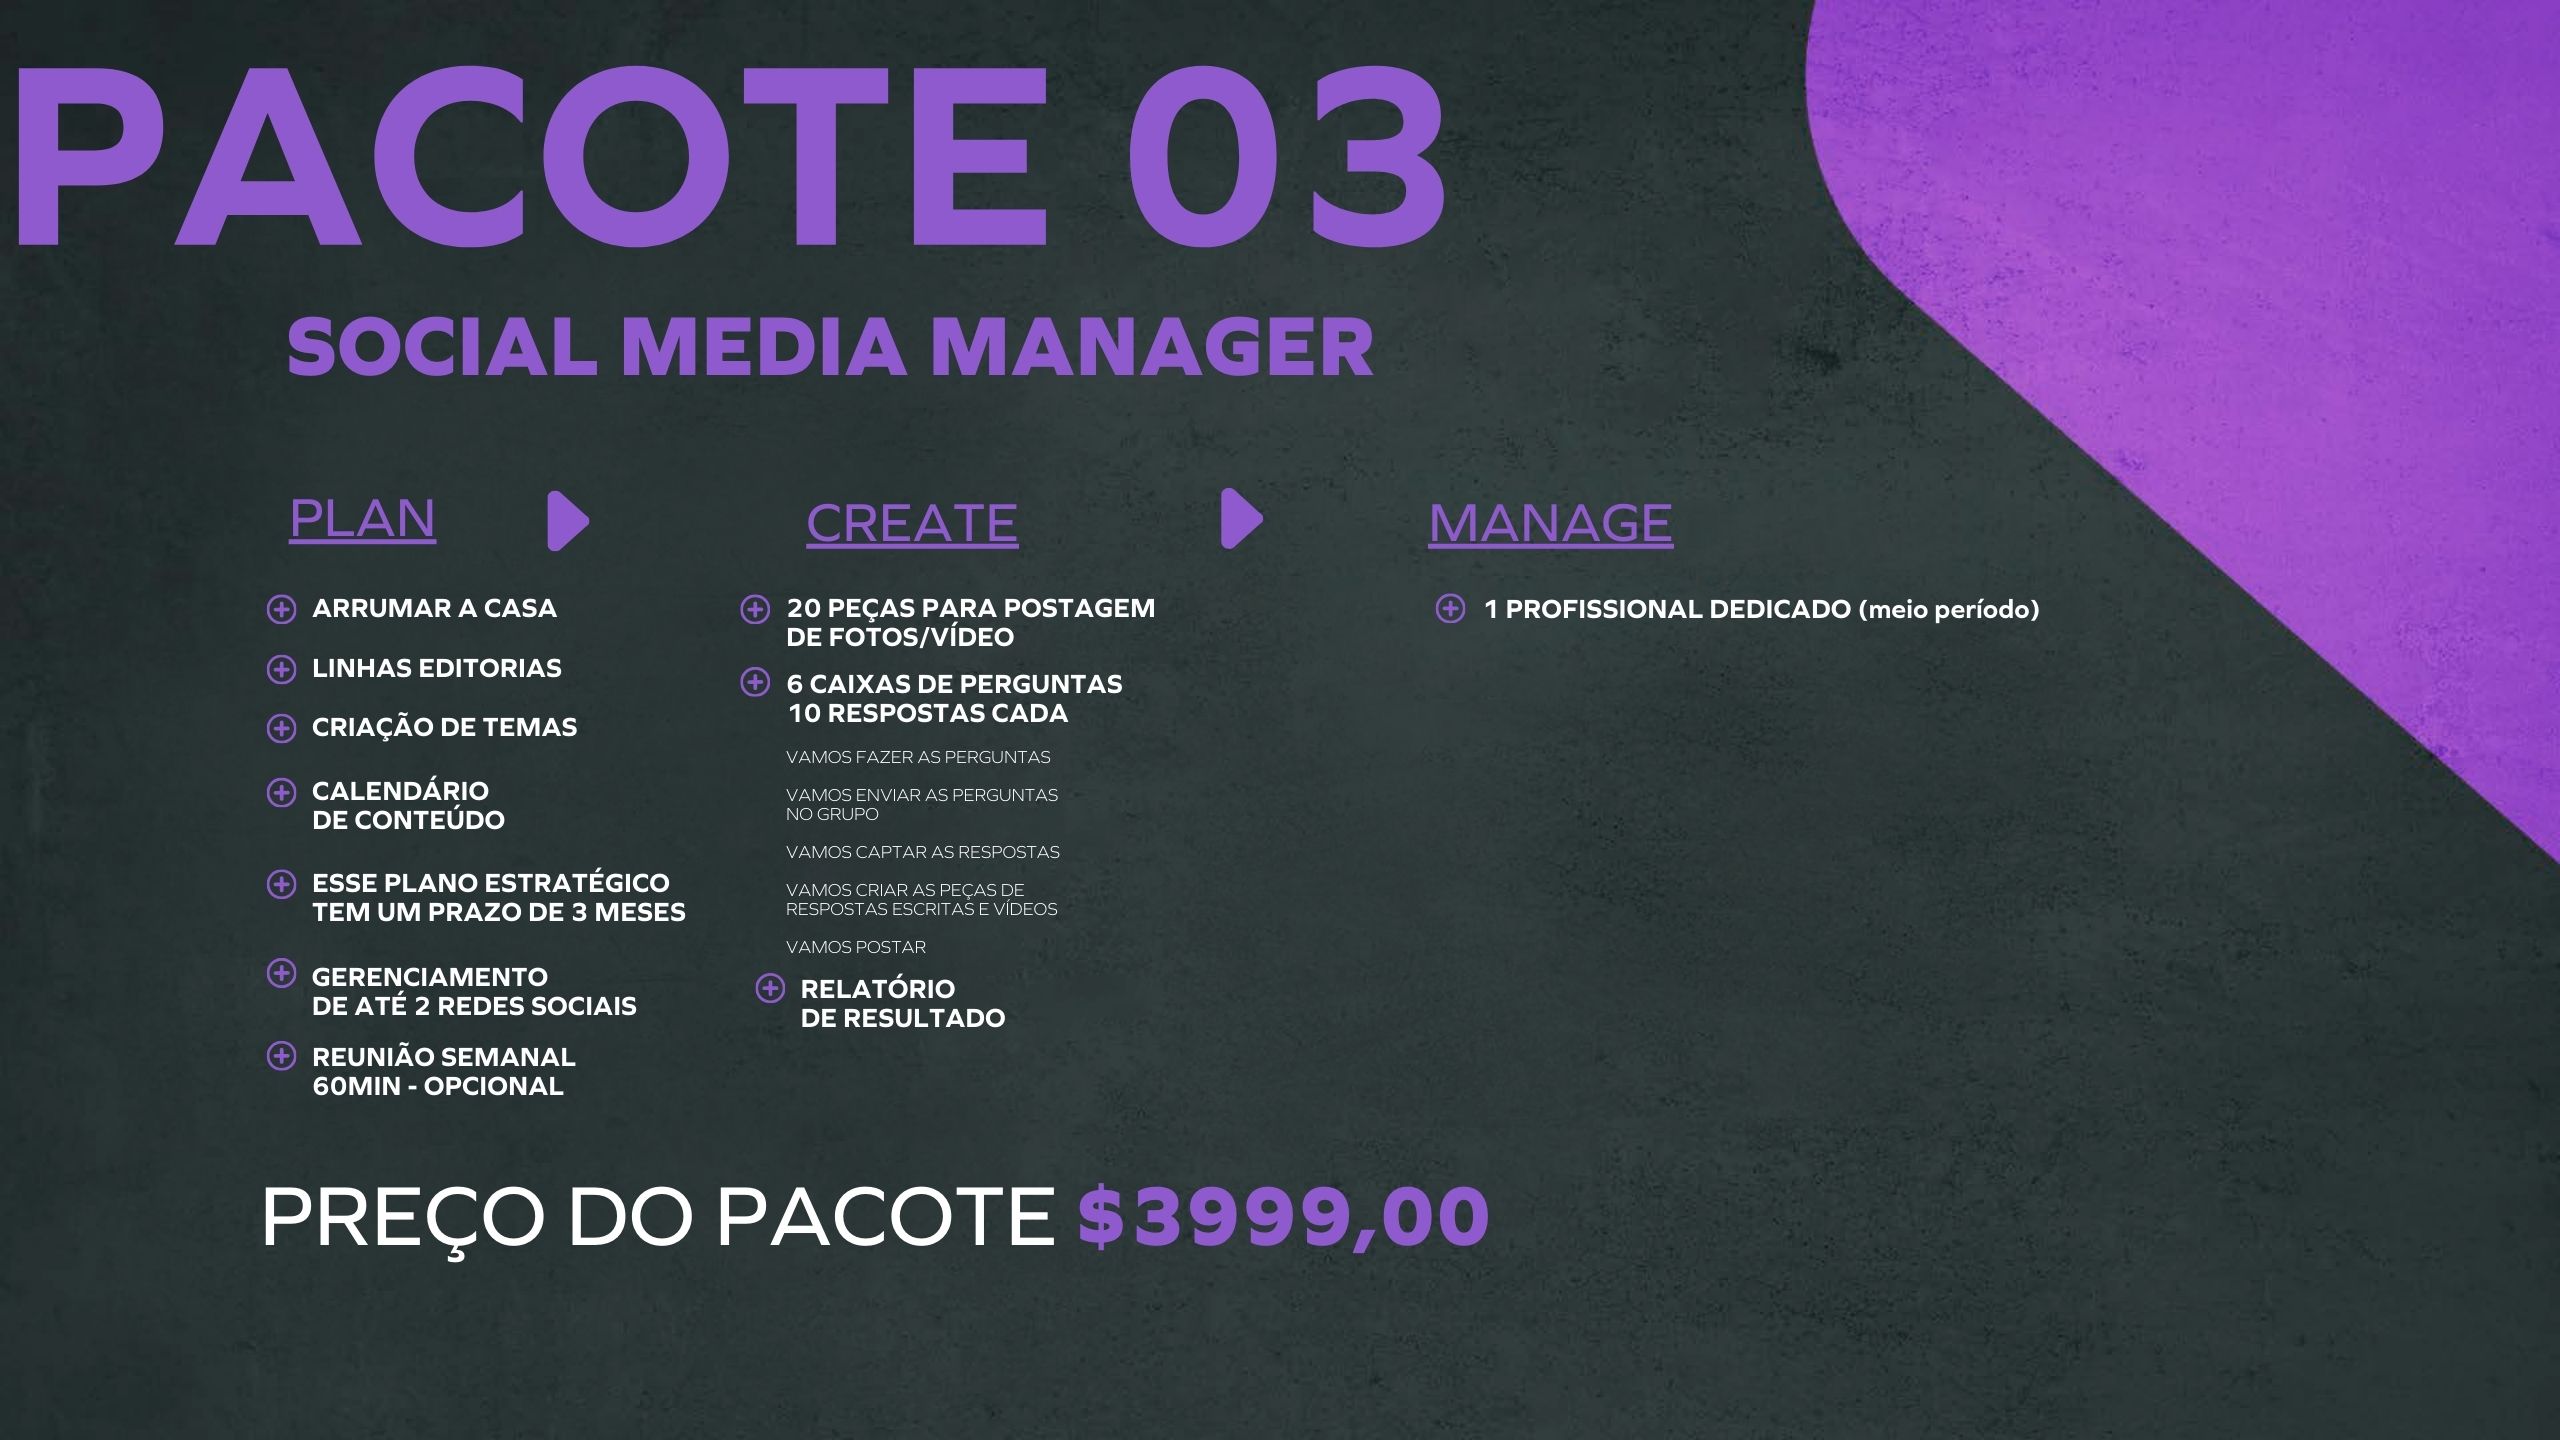 PACOTE 03
SOCIAL MEDIA MANAGER
PLAN
ARRUMAR A CASA
LINHAS EDITORIAS
CRIAÇÃO DE TEMAS
CALENDÁRIO
DE CONTEÚDO
ESSE PLANO ESTRATÉGICO
TEM UM PRAZO DE 3 MESES
GERENCIAMENTO
DE ATÉ 2 REDES SOCIAIS
REUNIÃO SEMANAL
60MIN - OPCIONAL
CREATE
20 PEÇAS PARA POSTAGEM
DE FOTOS/VÍDEO
6 CAIXAS DE PERGUNTAS
10 RESPOSTAS CADA
VAMOS FAZER AS PERGUNTAS
VAMOS ENVIAR AS PERGUNTAS
NO GRUPO
VAMOS CAPTAR AS RESPOSTAS
VAMOS CRIAR AS PEÇAS DE
RESPOSTAS ESCRITAS E VÍDEOS
VAMOS POSTAR
RELATÓRIO
DE RESULTADO
MANAGE
1 PROFISSIONAL DEDICADO (meio período)
PREÇO DO PACOTE $3999,00